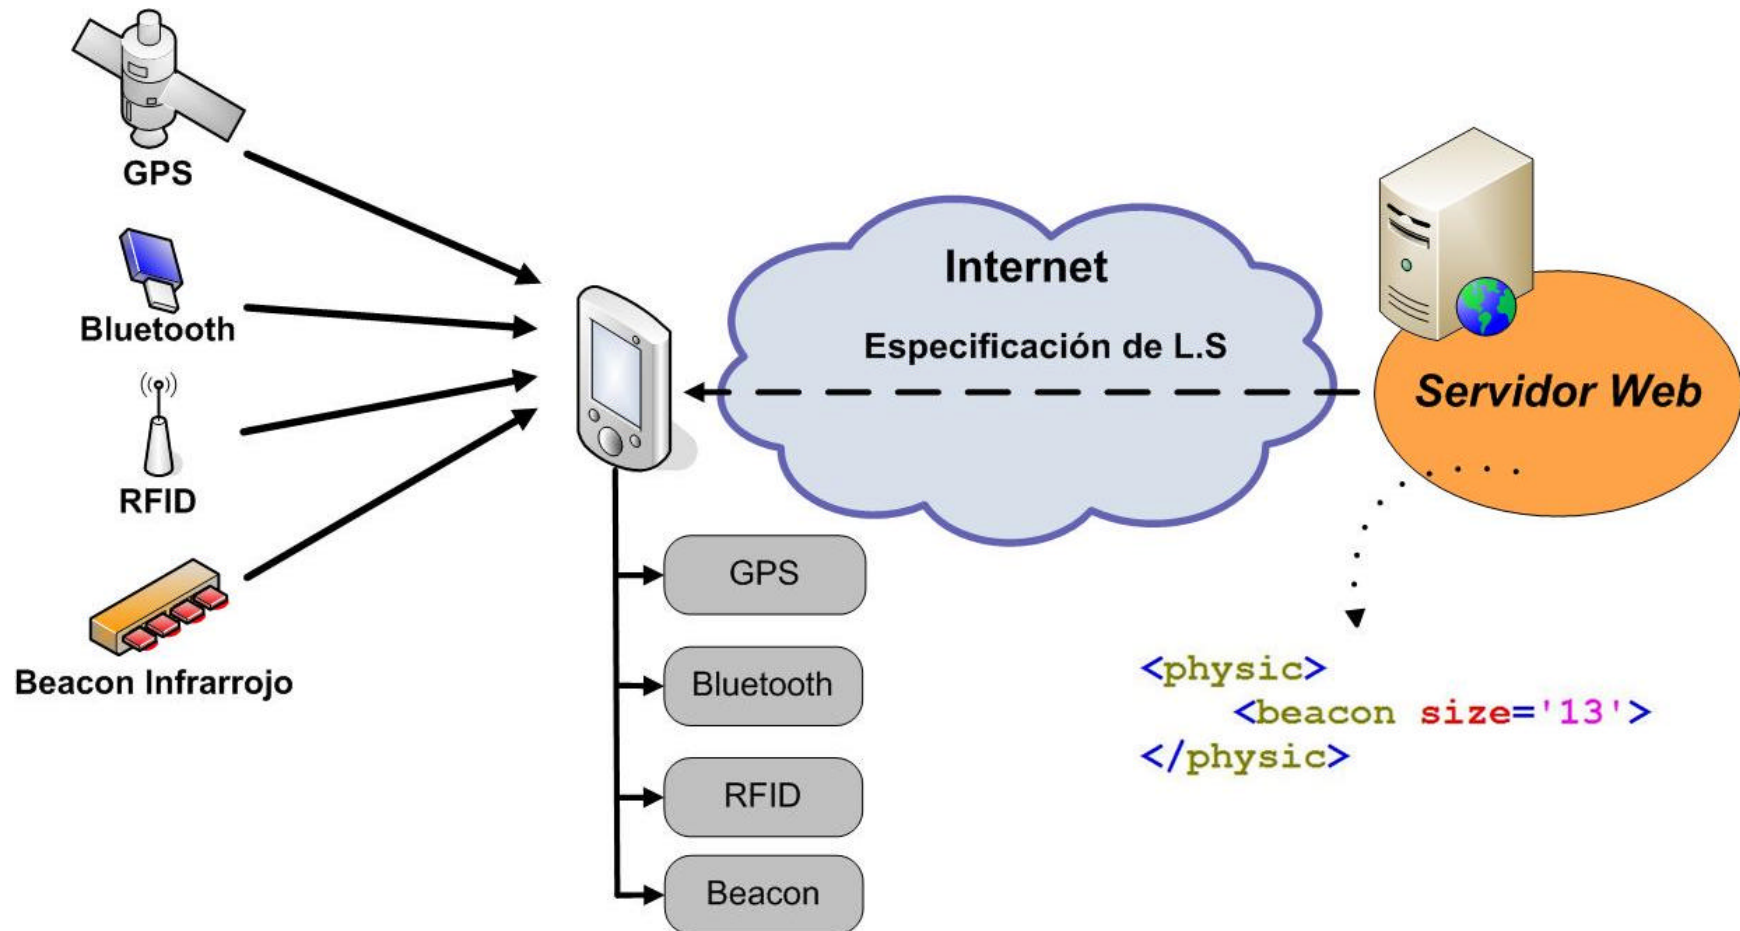 GPS
Bluetooth
RFID
Beacon Infrarrojo
GPS
Bluetooth
RFID
Beacon
Internet
Especificación de L.S
Servidor Web
<physic>
<beacon size='13'>
</physic>